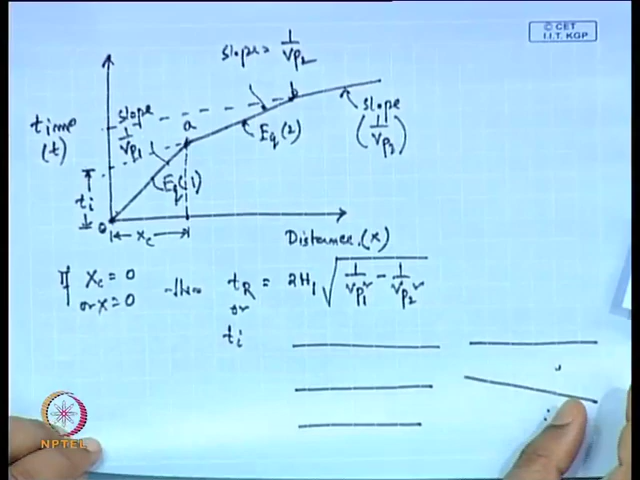 © CET
I.I.T. KGP
slope = 1/Vp2
slope
1/Vp1
a
b
time
(t)
Eq(2)
slope
(1/Vp3)
Eq(1)
ti
0
xc
Distance (x)
If xc = 0
or x = 0
then
tR = 2H1 √(1/Vp1² - 1/Vp2²)
or
ti
NPTEL